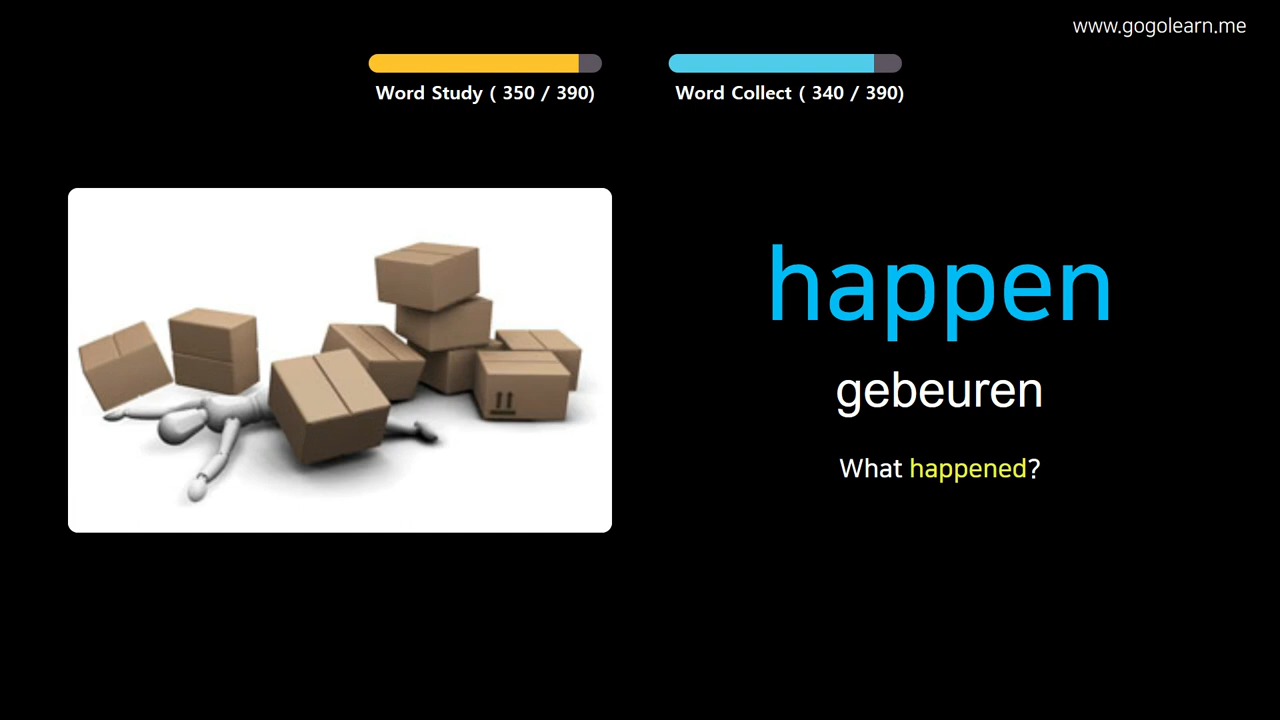 www.gogolearn.me
Word Study ( 350 / 390)
Word Collect ( 340 / 390)
happen
gebeuren
What happened?